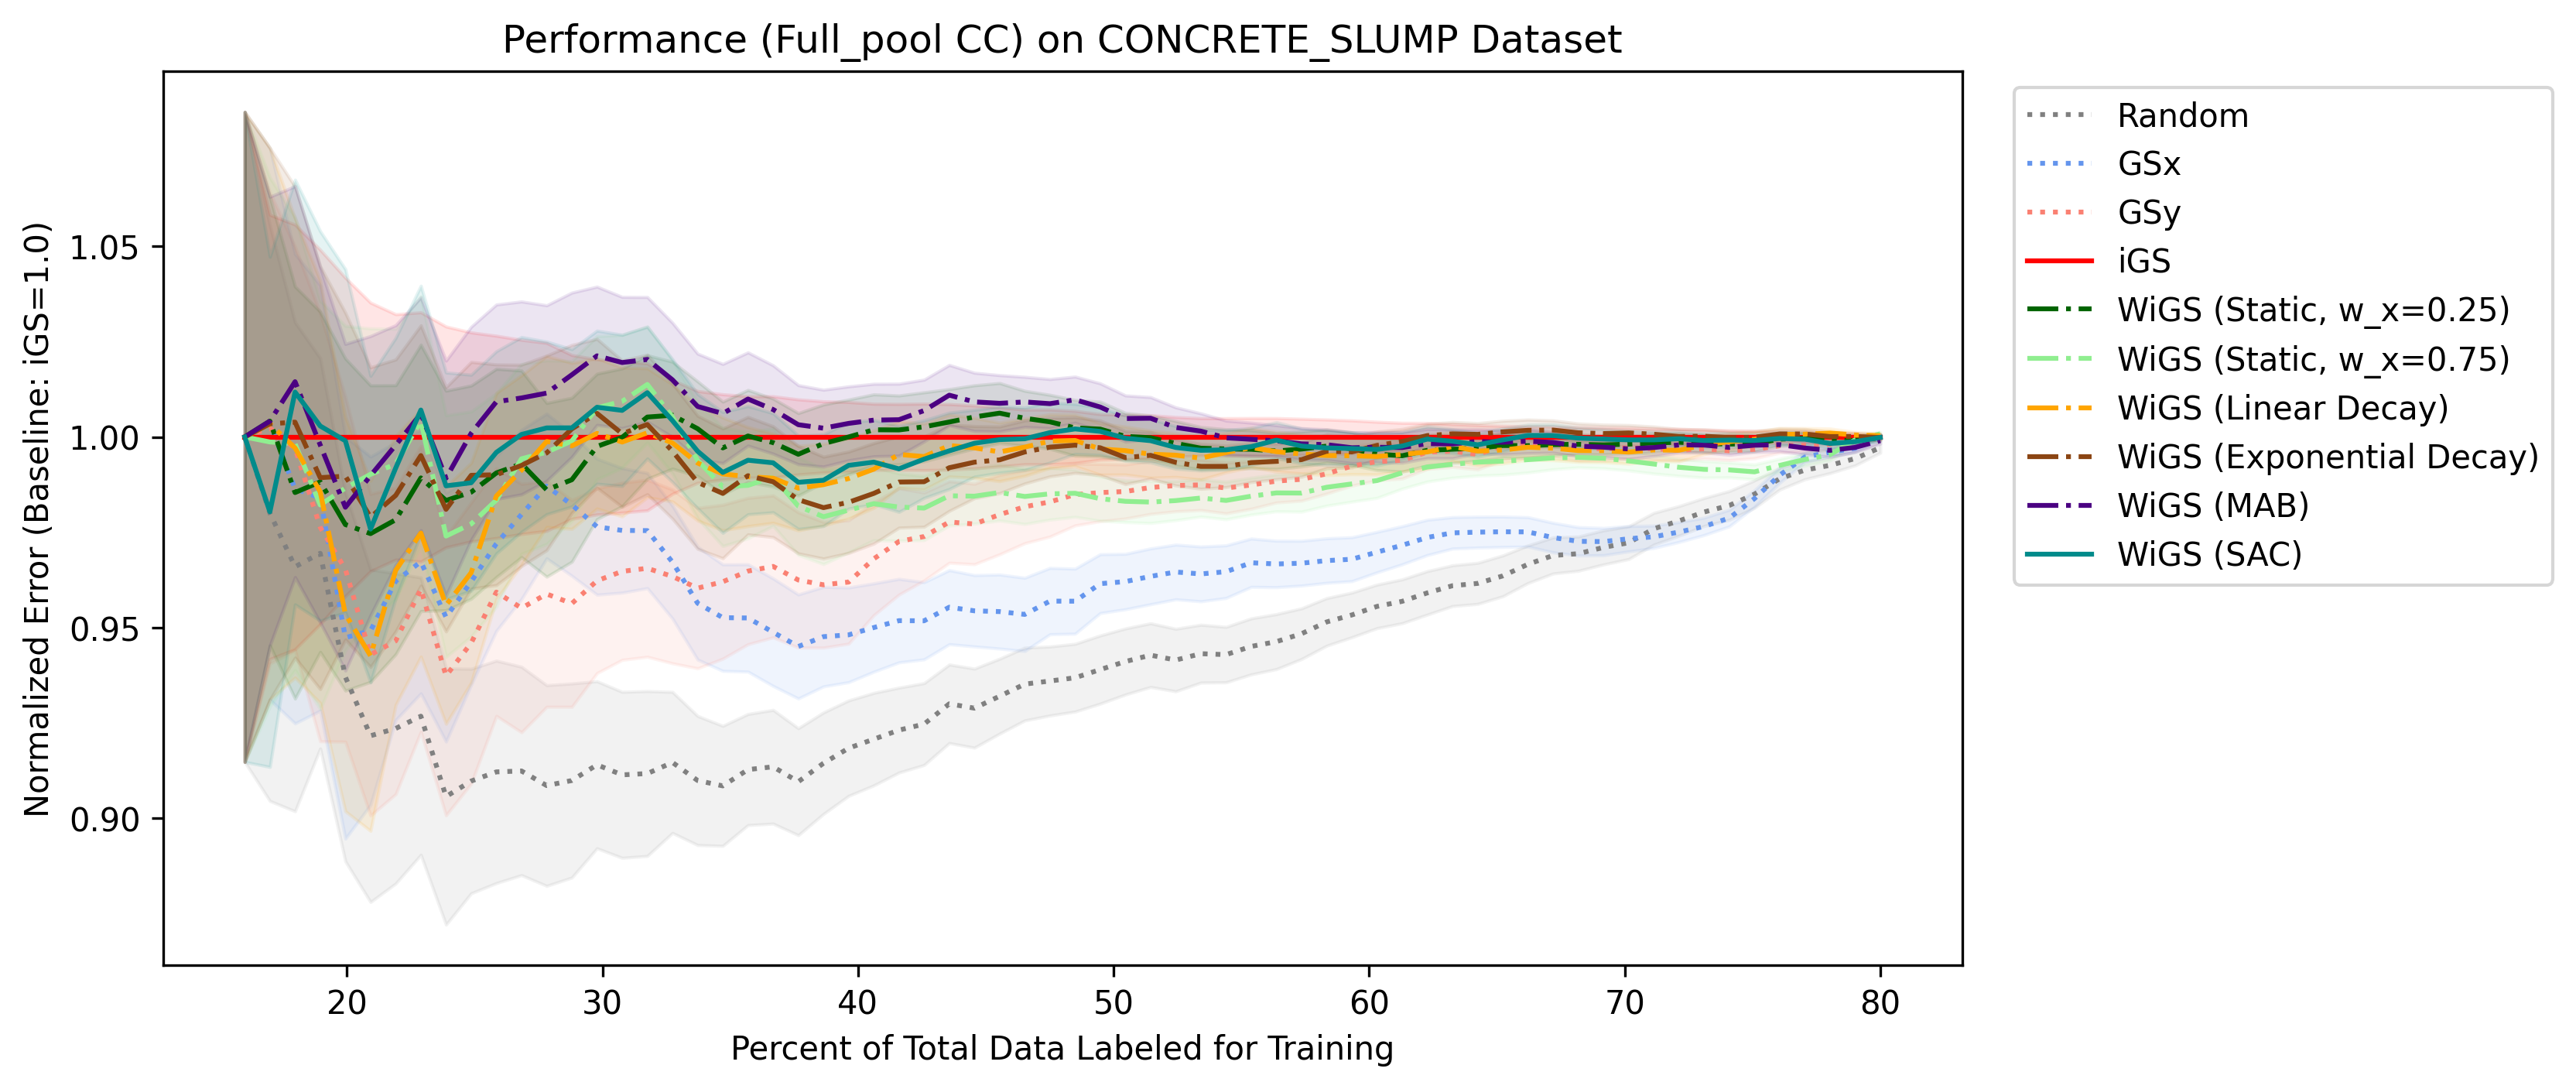 Performance (Full_pool CC) on CONCRETE_SLUMP Dataset
Normalized Error (Baseline: iGS=1.0)
1.05
1.00
0.95
0.90
20 30 40 50 60 70 80
Percent of Total Data Labeled for Training
Random
GSx
GSy
iGS
WiGS (Static, w_x=0.25)
WiGS (Static, w_x=0.75)
WiGS (Linear Decay)
WiGS (Exponential Decay)
WiGS (MAB)
WiGS (SAC)